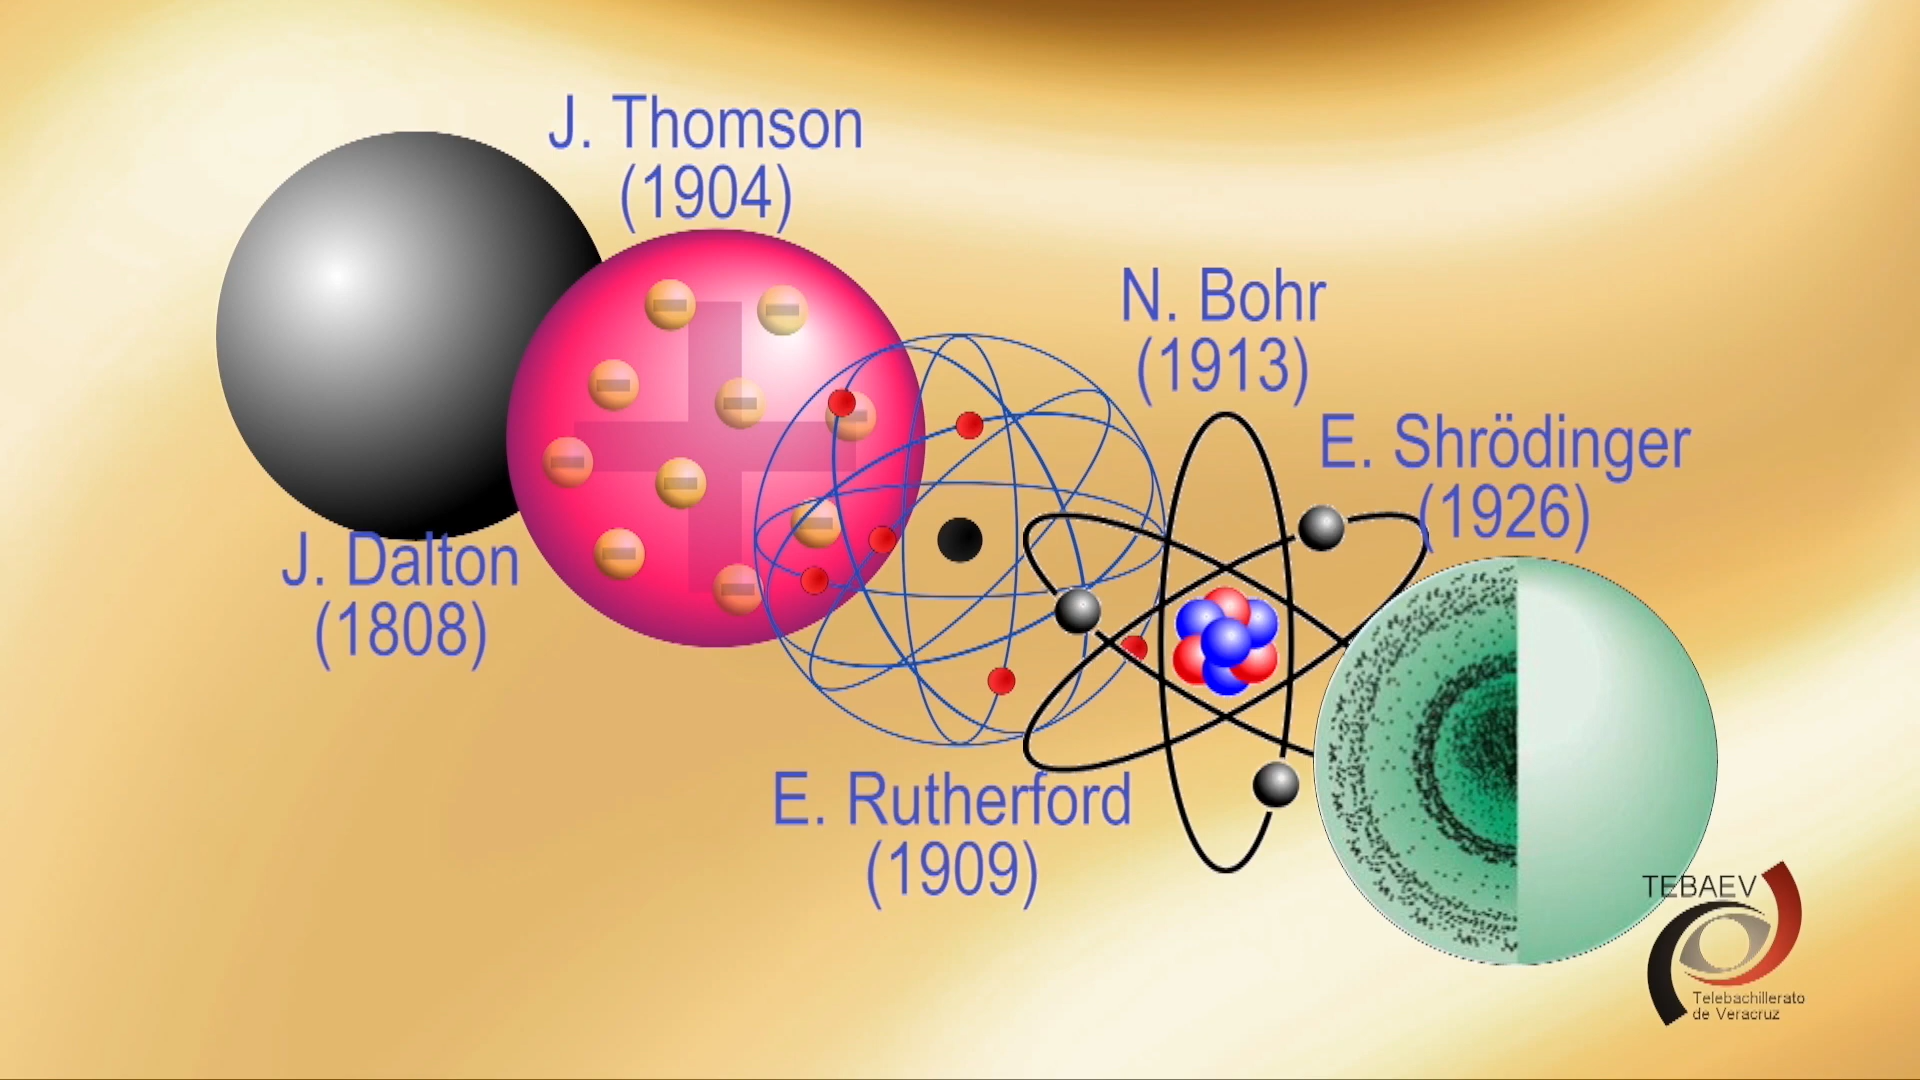 J. Thomson
(1904)
J. Dalton
(1808)
N. Bohr
(1913)
E. Shrödinger
(1926)
E. Rutherford
(1909)
TEBAEV
Telebachillerato
de Veracruz